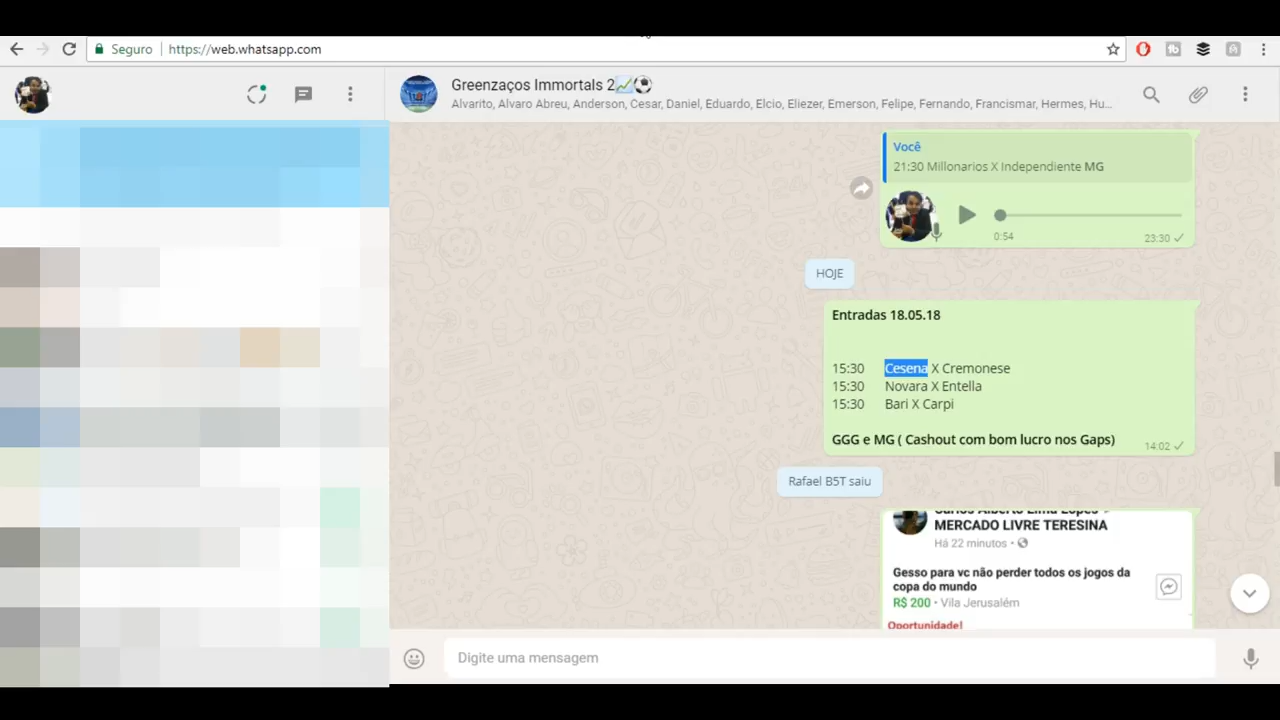 Seguro
https://web.whatsapp.com
Greenzaços Immortals 2📈⚽
Alvarito, Alvaro Abreu, Anderson, Cesar, Daniel, Eduardo, Elcio, Eliezer, Emerson, Felipe, Fernando, Francismar, Hermes, Hu...
Você
21:30 Millonarios X Independiente MG
0:54
23:30
HOJE
Entradas 18.05.18
15:30 Cesena X Cremonese
15:30 Novara X Entella
15:30 Bari X Carpi
GGG e MG ( Cashout com bom lucro nos Gaps)
14:02
Rafael B5T saiu
Carlos Alberto Lima Lopes
MERCADO LIVRE TERESINA
Há 22 minutos •
Gesso para vc não perder todos os jogos da
copa do mundo
R$ 200 • Vila Jerusalém
Oportunidade!
Digite uma mensagem